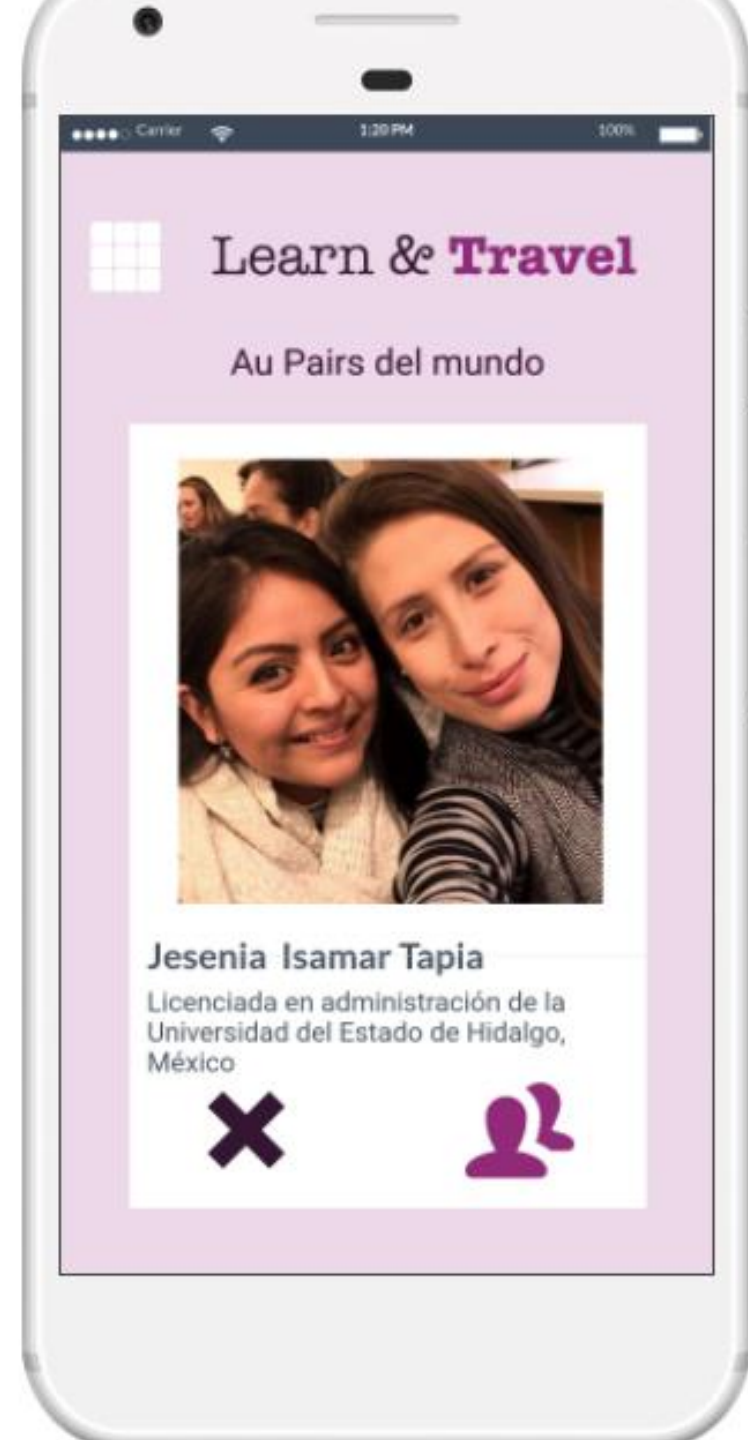 Carrier 1:20 PM 100%
Learn & Travel
Au Pairs del mundo
Jesenia Isamar Tapia
Licenciada en administración de la
Universidad del Estado de Hidalgo,
México